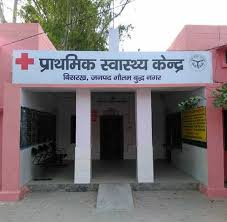 प्राथमिक स्वास्थ्य केन्द्र
बिसरख, जनपद गौतम बुद्ध नगर